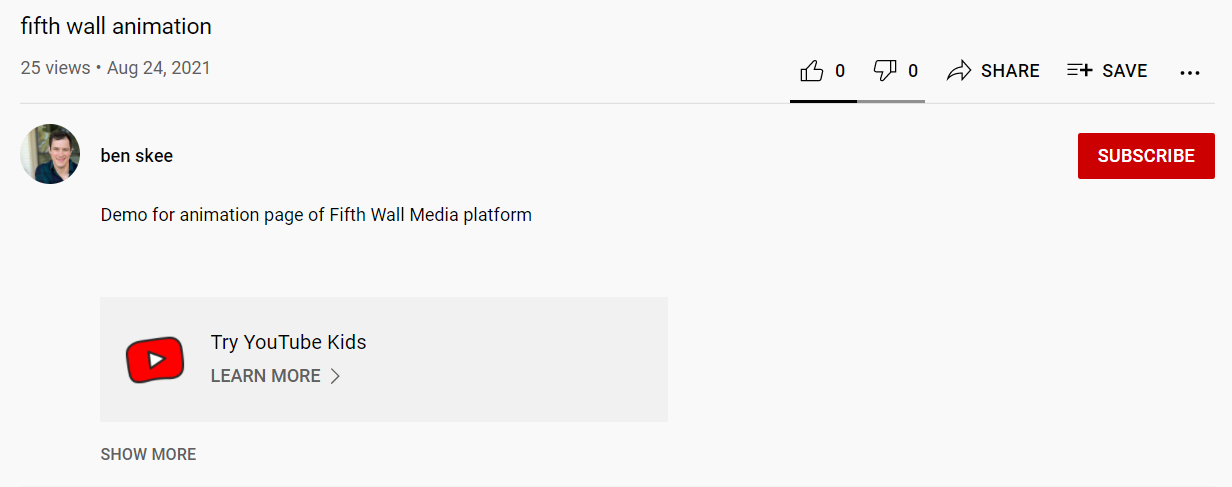 fifth wall animation
25 views • Aug 24, 2021
0 0 SHARE SAVE
ben skee
SUBSCRIBE
Demo for animation page of Fifth Wall Media platform
Try YouTube Kids
LEARN MORE
SHOW MORE